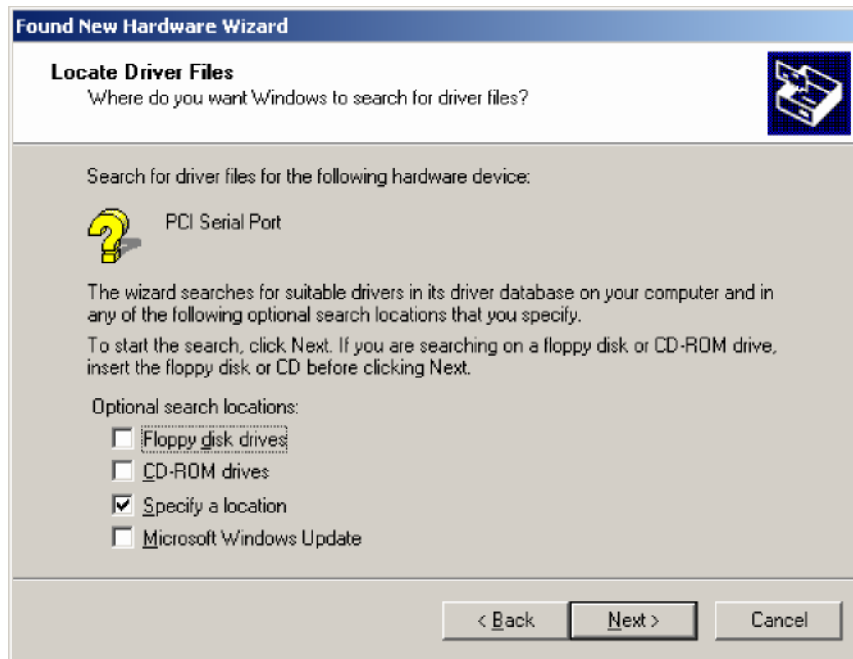 Found New Hardware Wizard
Locate Driver Files
Where do you want Windows to search for driver files?
Search for driver files for the following hardware device:
PCI Serial Port
The wizard searches for suitable drivers in its driver database on your computer and in
any of the following optional search locations that you specify.
To start the search, click Next. If you are searching on a floppy disk or CD-ROM drive,
insert the floppy disk or CD before clicking Next.
Optional search locations:
Floppy disk drives
CD-ROM drives
Specify a location
Microsoft Windows Update
< Back Next > Cancel